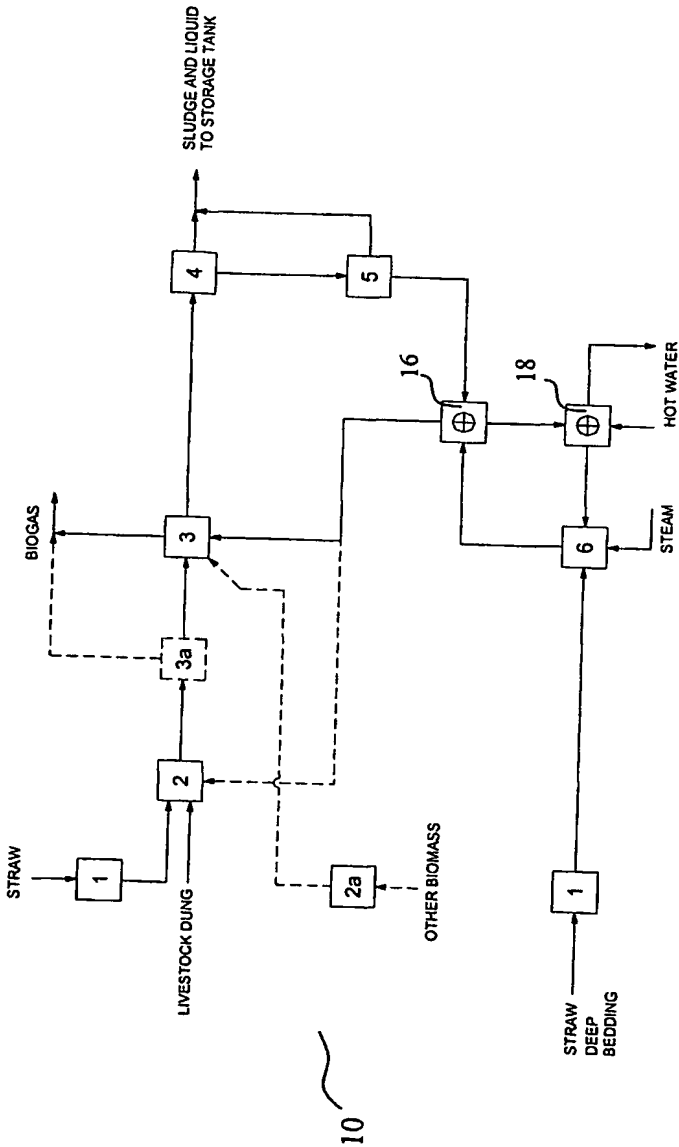 SLUDGE AND LIQUID
TO STORAGE TANK
4
5
BIOGAS
3
3a
16
18
HOT WATER
6
STEAM
STRAW
1
2
LIVESTOCK DUNG
2a
OTHER BIOMASS
1
STRAW
DEEP
BEDDING
10